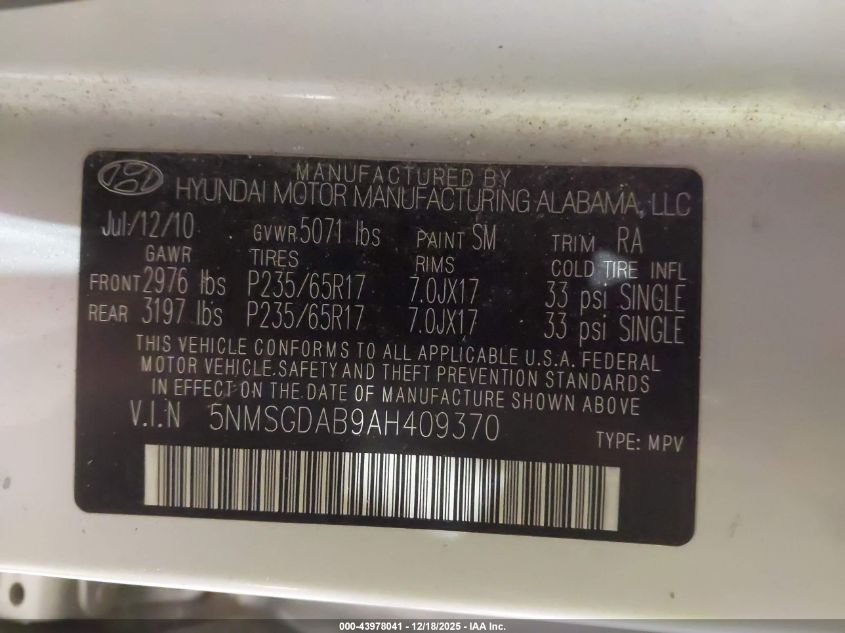 MANUFACTURED BY
HYUNDAI MOTOR MANUFACTURING ALABAMA, LLC
Jul/12/10 GVWR 5071 lbs PAINT SM TRIM RA
GAWR TIRES RIMS COLD TIRE INFL
FRONT 2976 lbs P235/65R17 7.0JX17 33 psi SINGLE
REAR 3197 lbs P235/65R17 7.0JX17 33 psi SINGLE
THIS VEHICLE CONFORMS TO ALL APPLICABLE U.S.A. FEDERAL
MOTOR VEHICLE SAFETY AND THEFT PREVENTION STANDARDS
IN EFFECT ON THE DATE OF MANUFACTURE SHOWN ABOVE
V.I.N 5NMSGDAB9AH409370
TYPE: MPV
000-43978041 - 12/18/2025 - IAA Inc.